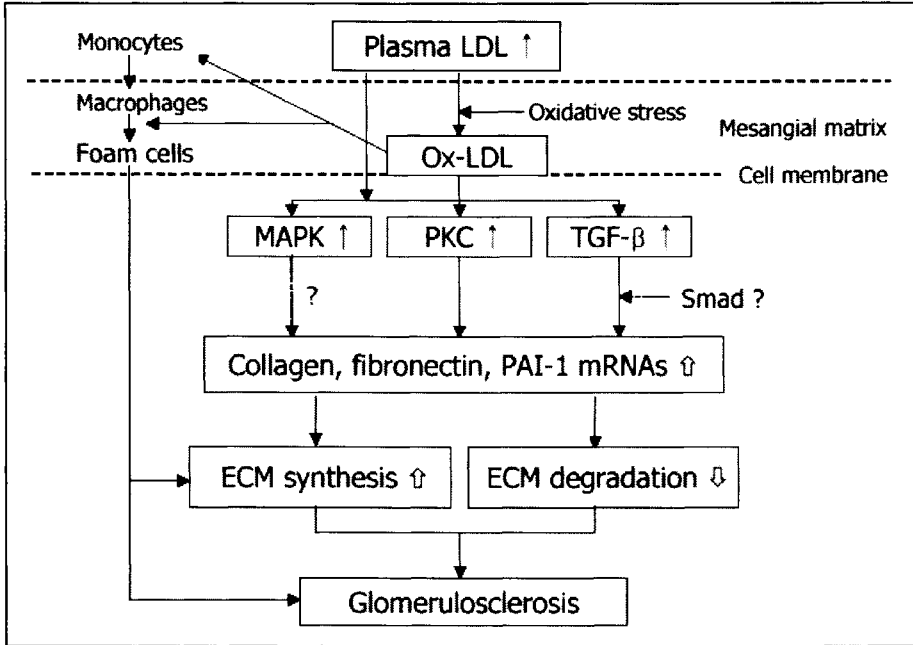 Monocytes
Plasma LDL ↑
Macrophages
Oxidative stress
Mesangial matrix
Foam cells
Ox-LDL
Cell membrane
MAPK ↑
PKC ↑
TGF-β ↑
?
Smad ?
Collagen, fibronectin, PAI-1 mRNAs ⇧
ECM synthesis ⇧
ECM degradation ⇩
Glomerulosclerosis